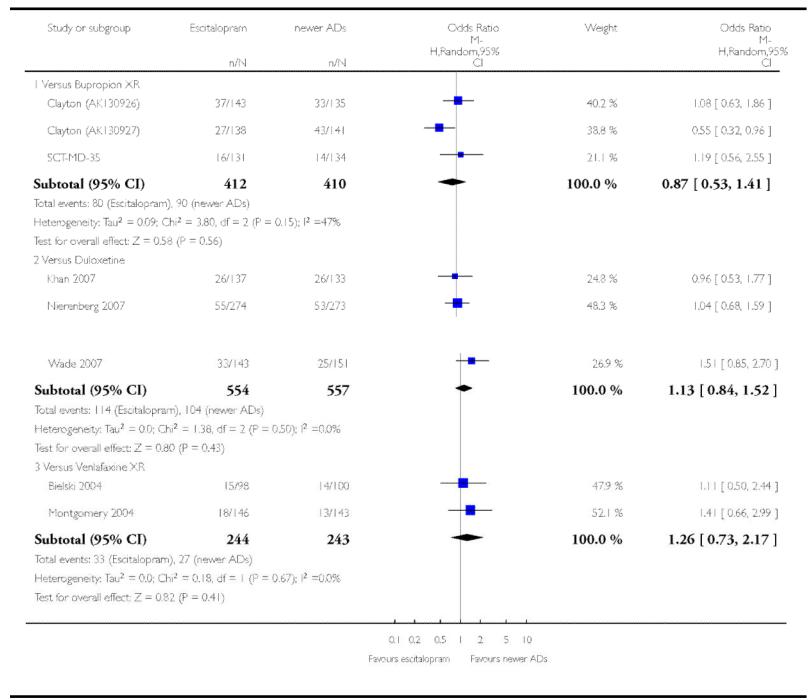 Study or subgroup Escitalopram newer ADs Odds Ratio Weight Odds Ratio
M- M-
H,Random,95% H,Random,95%
n/N n/N CI CI
1 Versus Bupropion XR
Clayton (AK130926) 37/143 33/135 40.2 % 1.08 [ 0.63, 1.86 ]
Clayton (AK130927) 27/138 43/141 38.8 % 0.55 [ 0.32, 0.96 ]
SCT-MD-35 16/131 14/134 21.1 % 1.19 [ 0.56, 2.55 ]
Subtotal (95% CI) 412 410 100.0 % 0.87 [ 0.53, 1.41 ]
Total events: 80 (Escitalopram), 90 (newer ADs)
Heterogeneity: Tau² = 0.09; Chi² = 3.80, df = 2 (P = 0.15); I² =47%
Test for overall effect: Z = 0.58 (P = 0.56)
2 Versus Duloxetine
Khan 2007 26/137 26/133 24.8 % 0.96 [ 0.53, 1.77 ]
Nierenberg 2007 55/274 53/273 48.3 % 1.04 [ 0.68, 1.59 ]
Wade 2007 33/143 25/151 26.9 % 1.51 [ 0.85, 2.70 ]
Subtotal (95% CI) 554 557 100.0 % 1.13 [ 0.84, 1.52 ]
Total events: 114 (Escitalopram), 104 (newer ADs)
Heterogeneity: Tau² = 0.0; Chi² = 1.38, df = 2 (P = 0.50); I² =0.0%
Test for overall effect: Z = 0.80 (P = 0.43)
3 Versus Venlafaxine XR
Bielski 2004 15/98 14/100 47.9 % 1.11 [ 0.50, 2.44 ]
Montgomery 2004 18/146 13/143 52.1 % 1.41 [ 0.66, 2.99 ]
Subtotal (95% CI) 244 243 100.0 % 1.26 [ 0.73, 2.17 ]
Total events: 33 (Escitalopram), 27 (newer ADs)
Heterogeneity: Tau² = 0.0; Chi² = 0.18, df = 1 (P = 0.67); I² =0.0%
Test for overall effect: Z = 0.82 (P = 0.41)
0.1 0.2 0.5 1 2 5 10
Favours escitalopram Favours newer ADs